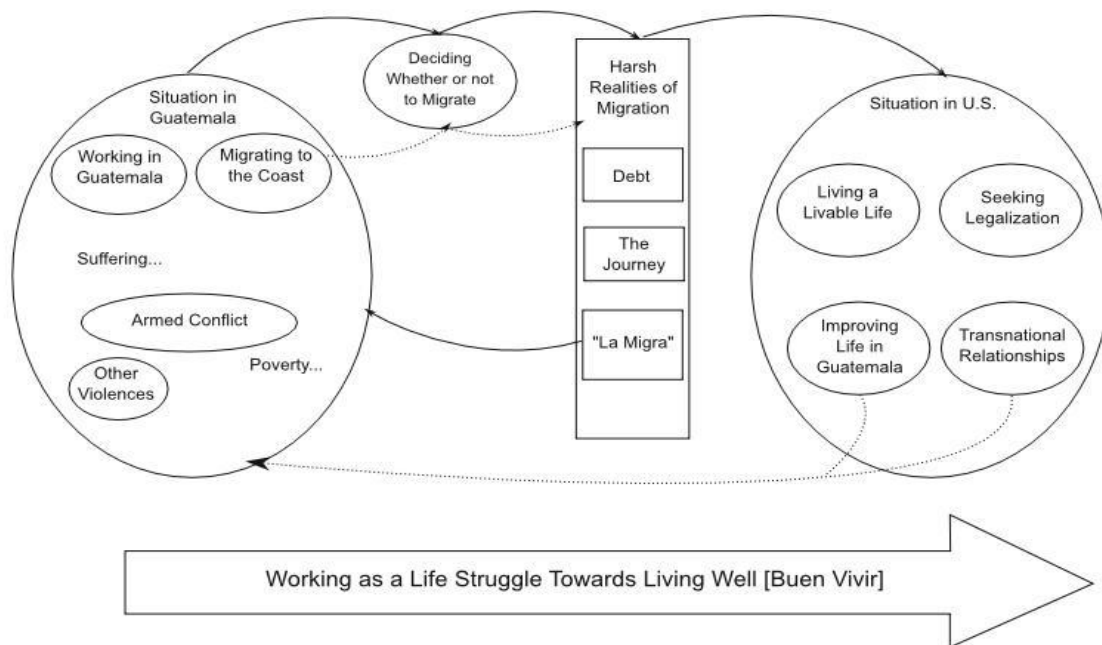 Deciding
Whether or not
to Migrate
Harsh
Realities of
Migration
Situation in
Guatemala
Situation in U.S.
Working in
Guatemala
Migrating to
the Coast
Debt
Living a
Livable Life
Seeking
Legalization
Suffering...
The
Journey
Armed Conflict
"La Migra"
Improving
Life in
Guatemala
Transnational
Relationships
Poverty...
Other
Violences
Working as a Life Struggle Towards Living Well [Buen Vivir]